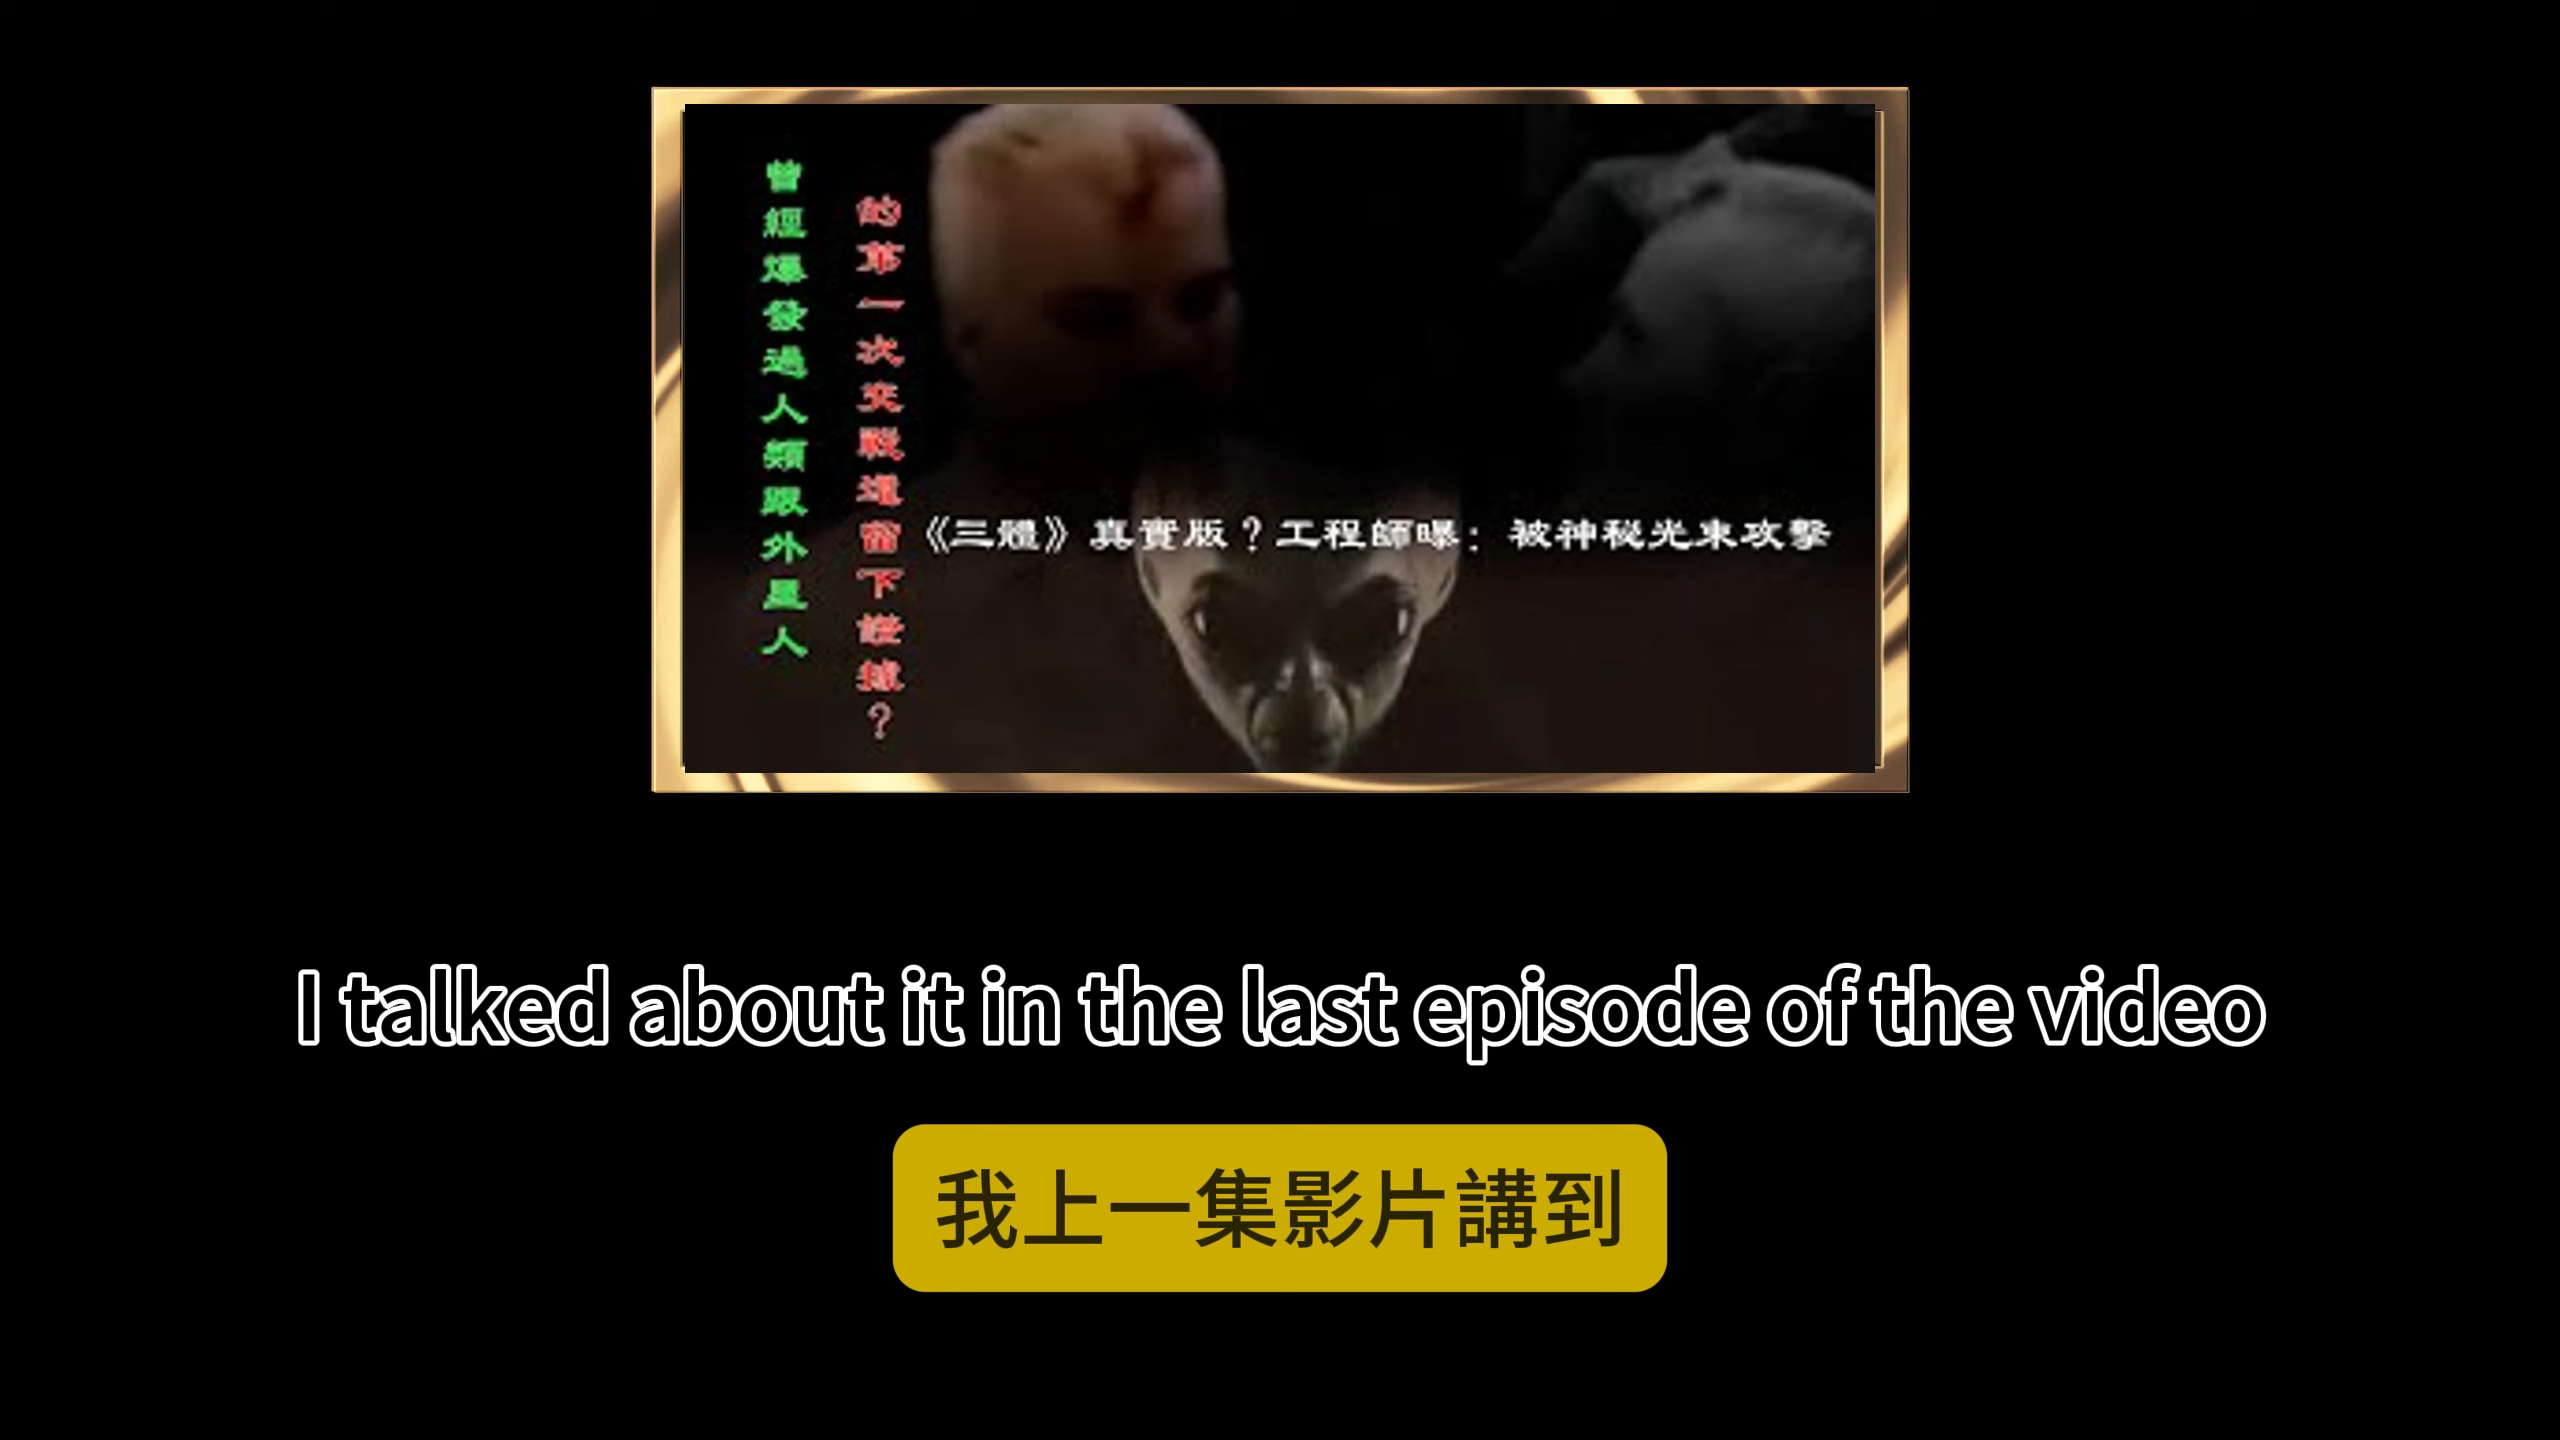 曾經爆發過人類跟外星人
的第一次交戰還留下證據？
《三體》真實版？工程師曝：被神秘光束攻擊
I talked about it in the last episode of the video
我上一集影片講到